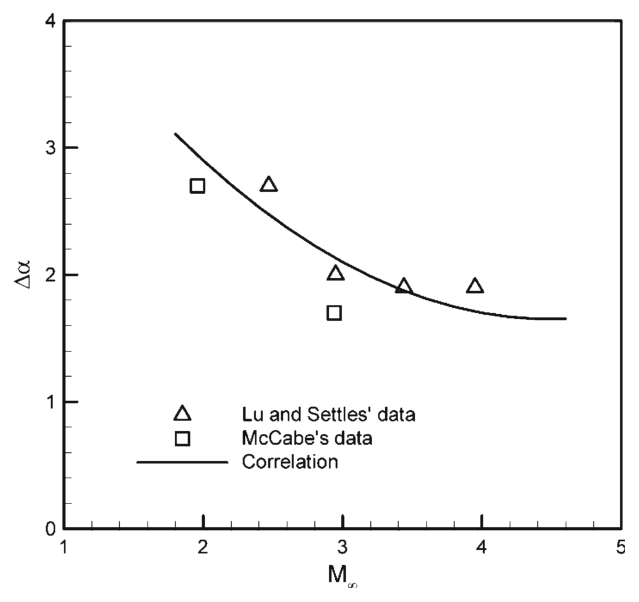 4
3
2
1
0
Δα
Lu and Settles' data
McCabe's data
Correlation
1 2 3 4 5
M∞